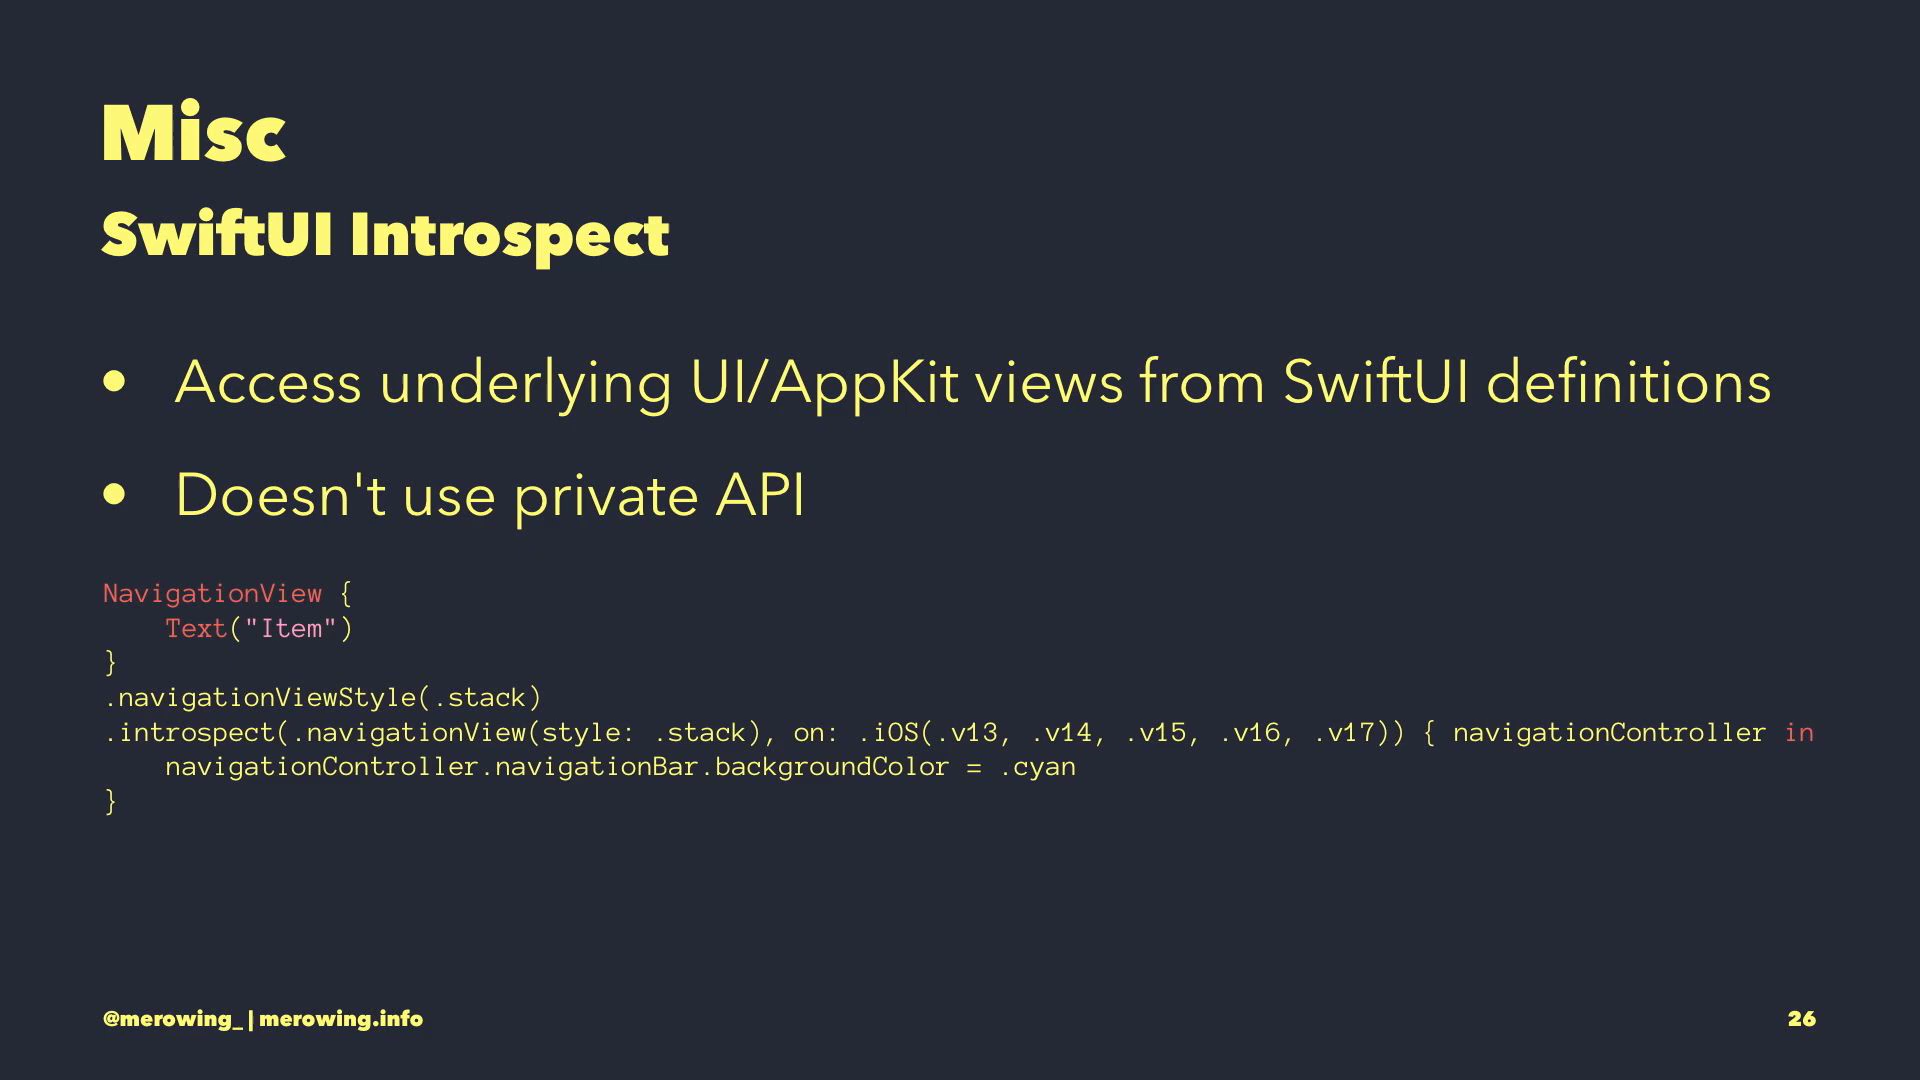 Misc
SwiftUI Introspect
• Access underlying UI/AppKit views from SwiftUI definitions
• Doesn't use private API
NavigationView {
    Text("Item")
}
.navigationViewStyle(.stack)
.introspect(.navigationView(style: .stack), on: .iOS(.v13, .v14, .v15, .v16, .v17)) { navigationController in
    navigationController.navigationBar.backgroundColor = .cyan
}
@merowing_ | merowing.info
26